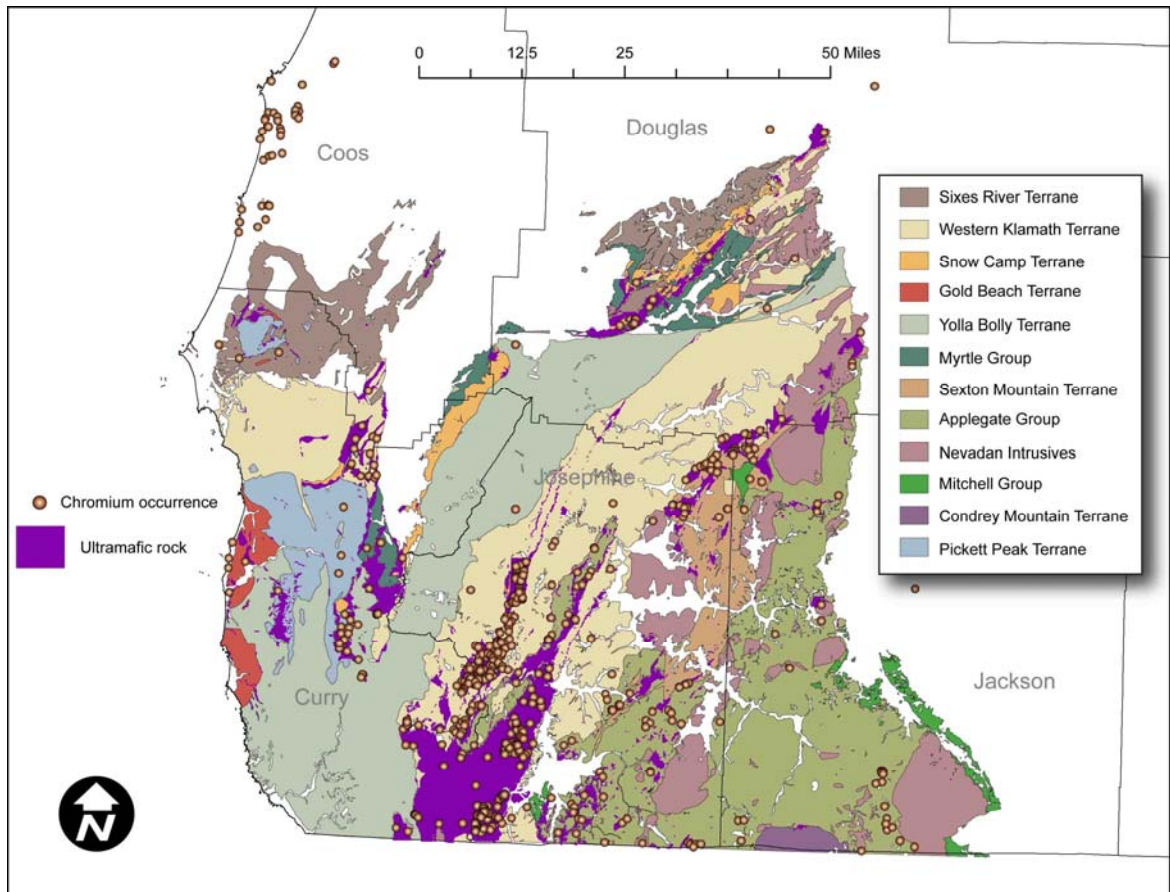 0 12.5 25 50 Miles
Douglas
Coos
Sixes River Terrane
Western Klamath Terrane
Snow Camp Terrane
Gold Beach Terrane
Yolla Bolly Terrane
Myrtle Group
Sexton Mountain Terrane
Applegate Group
Nevadan Intrusives
Mitchell Group
Condrey Mountain Terrane
Pickett Peak Terrane
Josephine
Chromium occurrence
Ultramafic rock
Curry
Jackson
N